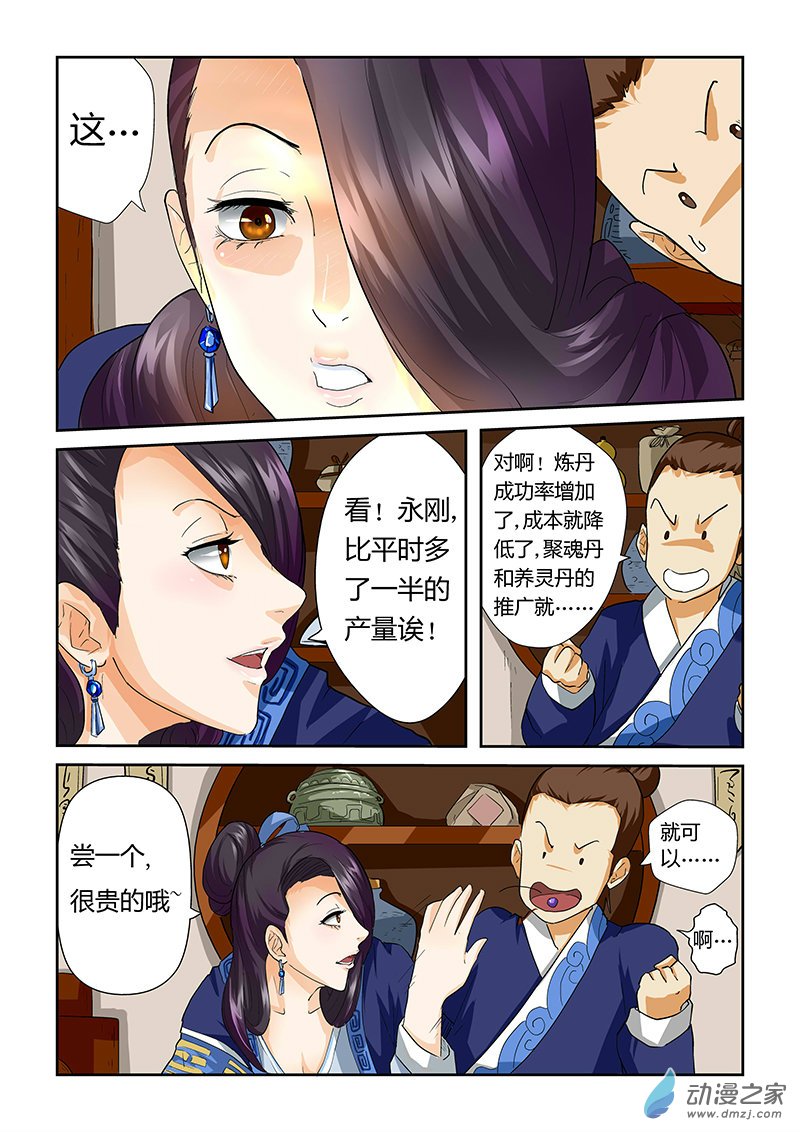 这…
看！永刚，
比平时多
了一半的
产量诶！
对啊！炼丹
成功率增加
了，成本就降
低了，聚魂丹
和养灵丹的
推广就……
尝一个，
很贵的哦~
就可
以……
啊…
动漫之家
www.dmzj.com